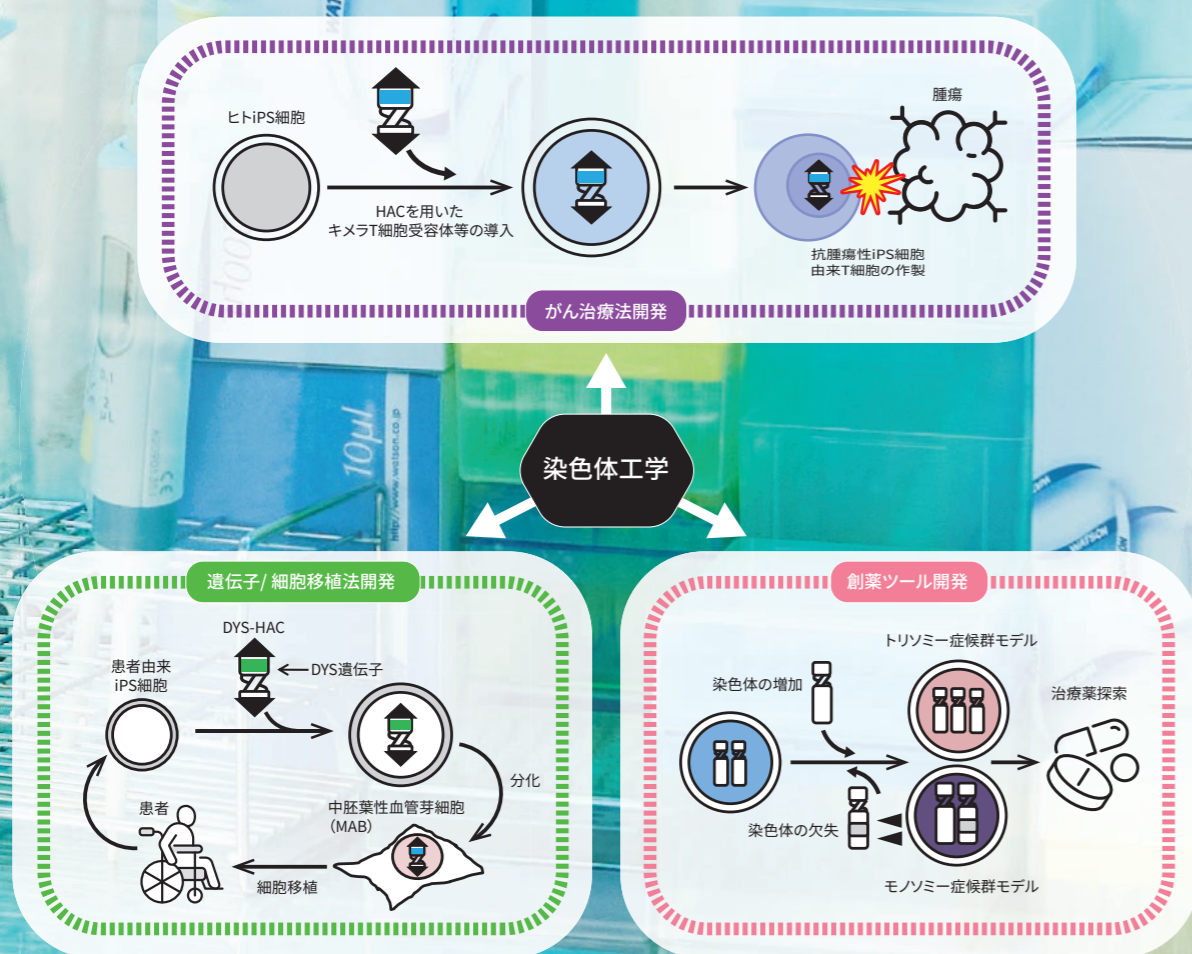 ヒトiPS細胞
腫瘍
HACを用いた
キメラT細胞受容体等の導入
抗腫瘍性iPS細胞
由来T細胞の作製
がん治療法開発
10μL
http://www.watson.co.jp
染色体工学
WATSON
遺伝子/細胞移植法開発
DYS-HAC
DYS遺伝子
患者由来
iPS細胞
分化
患者
中胚葉性血管芽細胞
（MAB）
細胞移植
創薬ツール開発
トリソミー症候群モデル
染色体の増加
治療薬探索
染色体の欠失
モノソミー症候群モデル